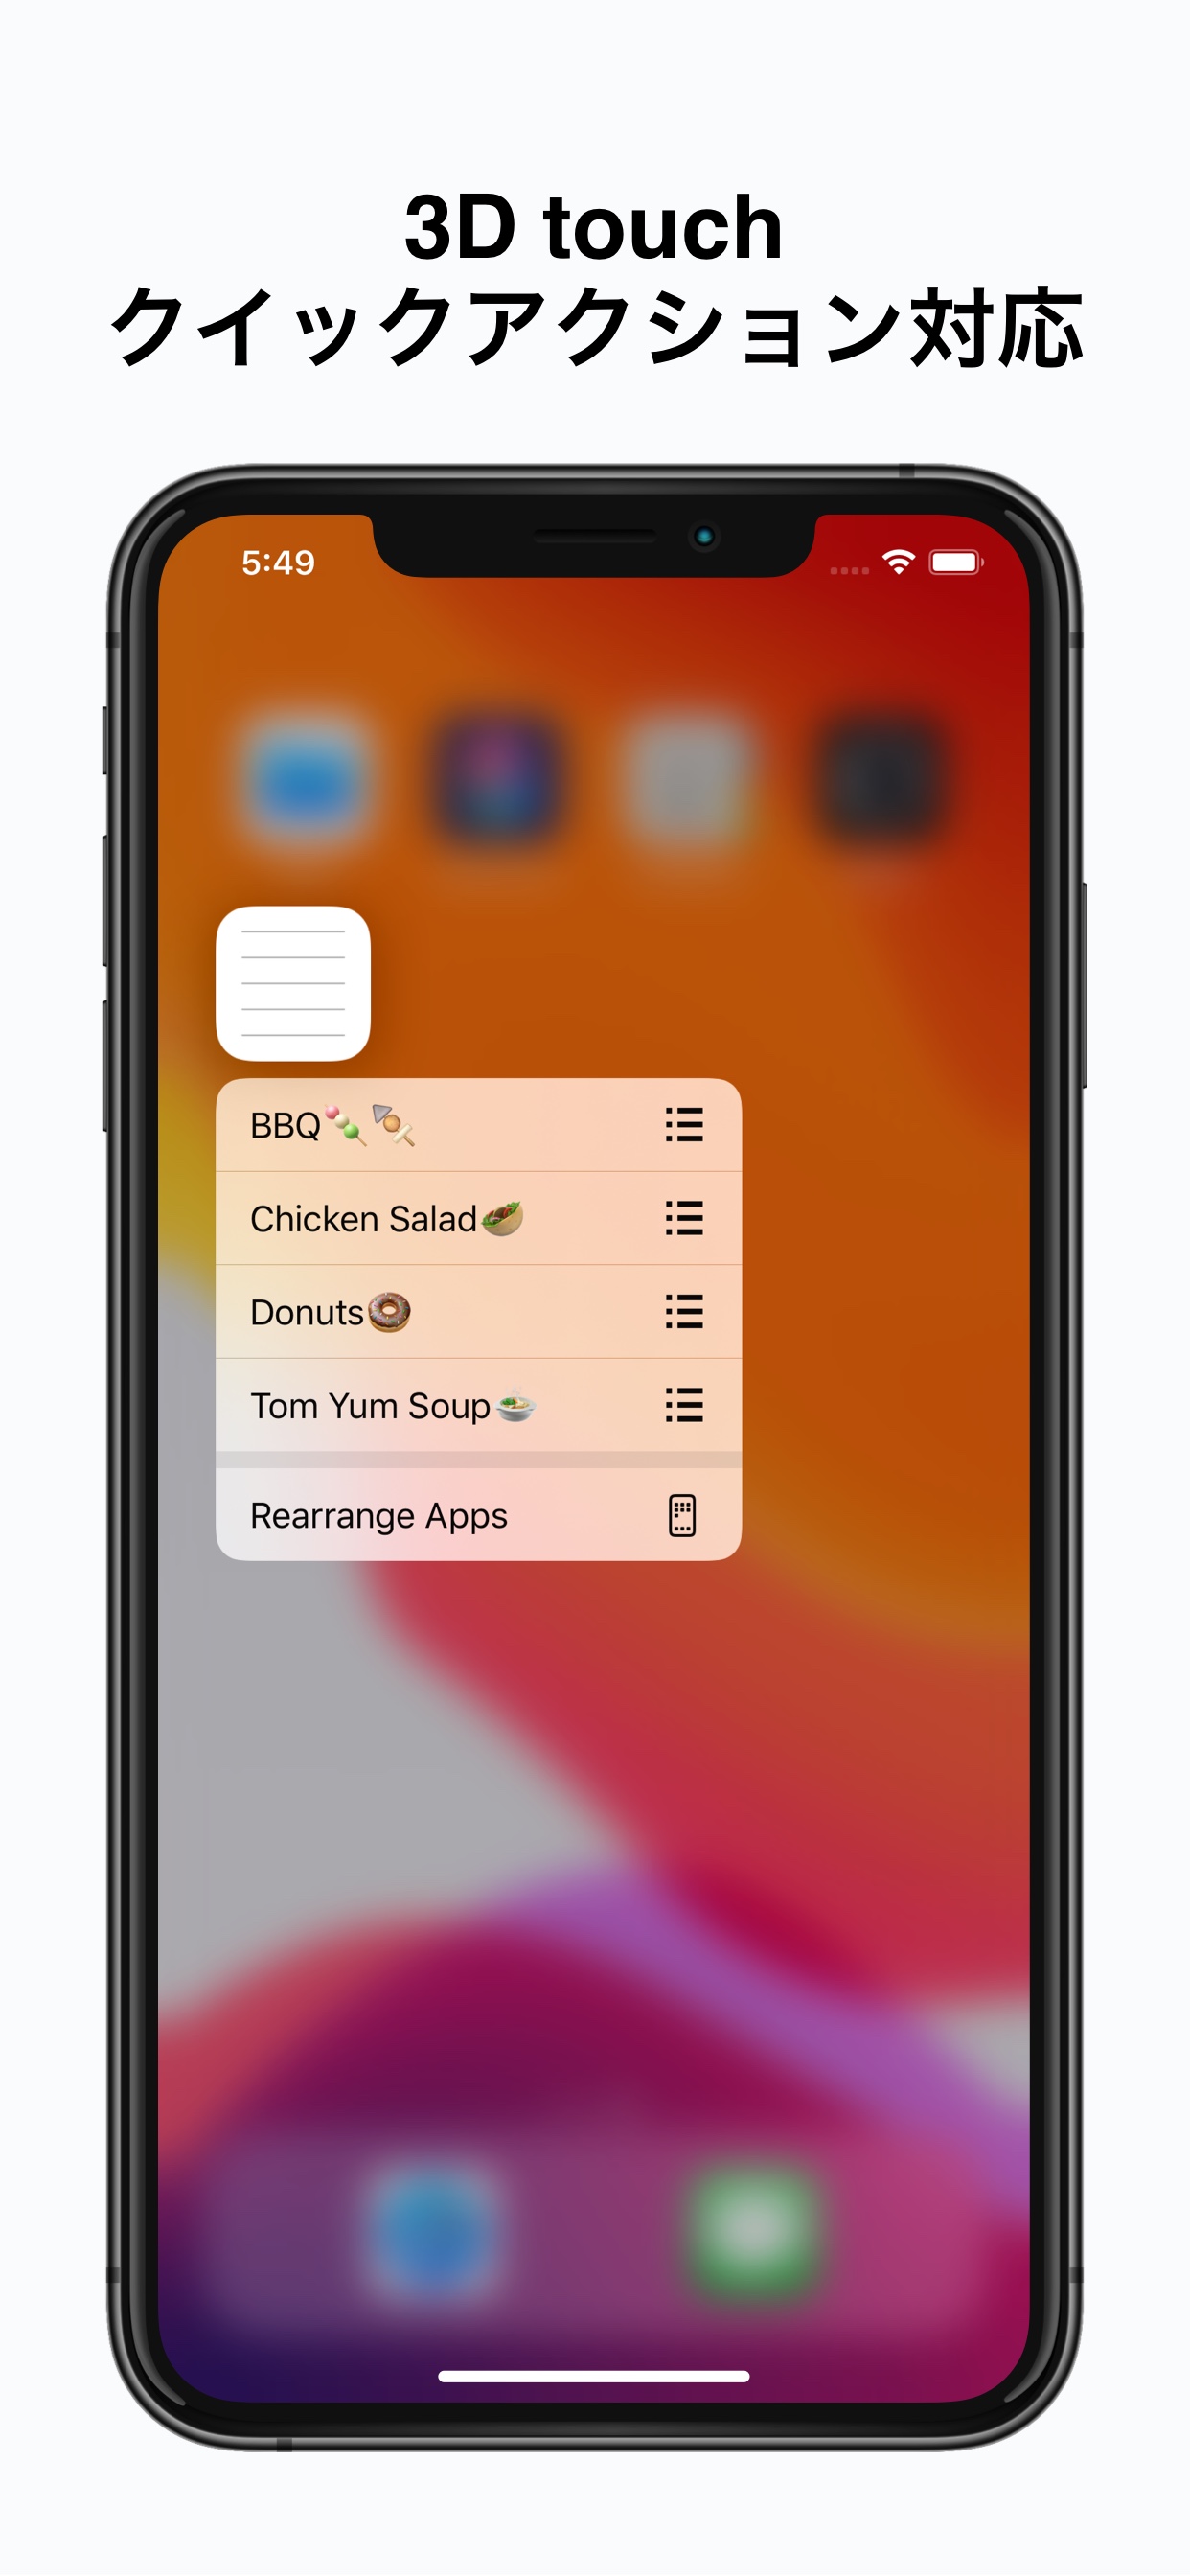 3D touch
クイックアクション対応
5:49
BBQ🍡🍢
Chicken Salad🥙
Donuts🍩
Tom Yum Soup🍲
Rearrange Apps